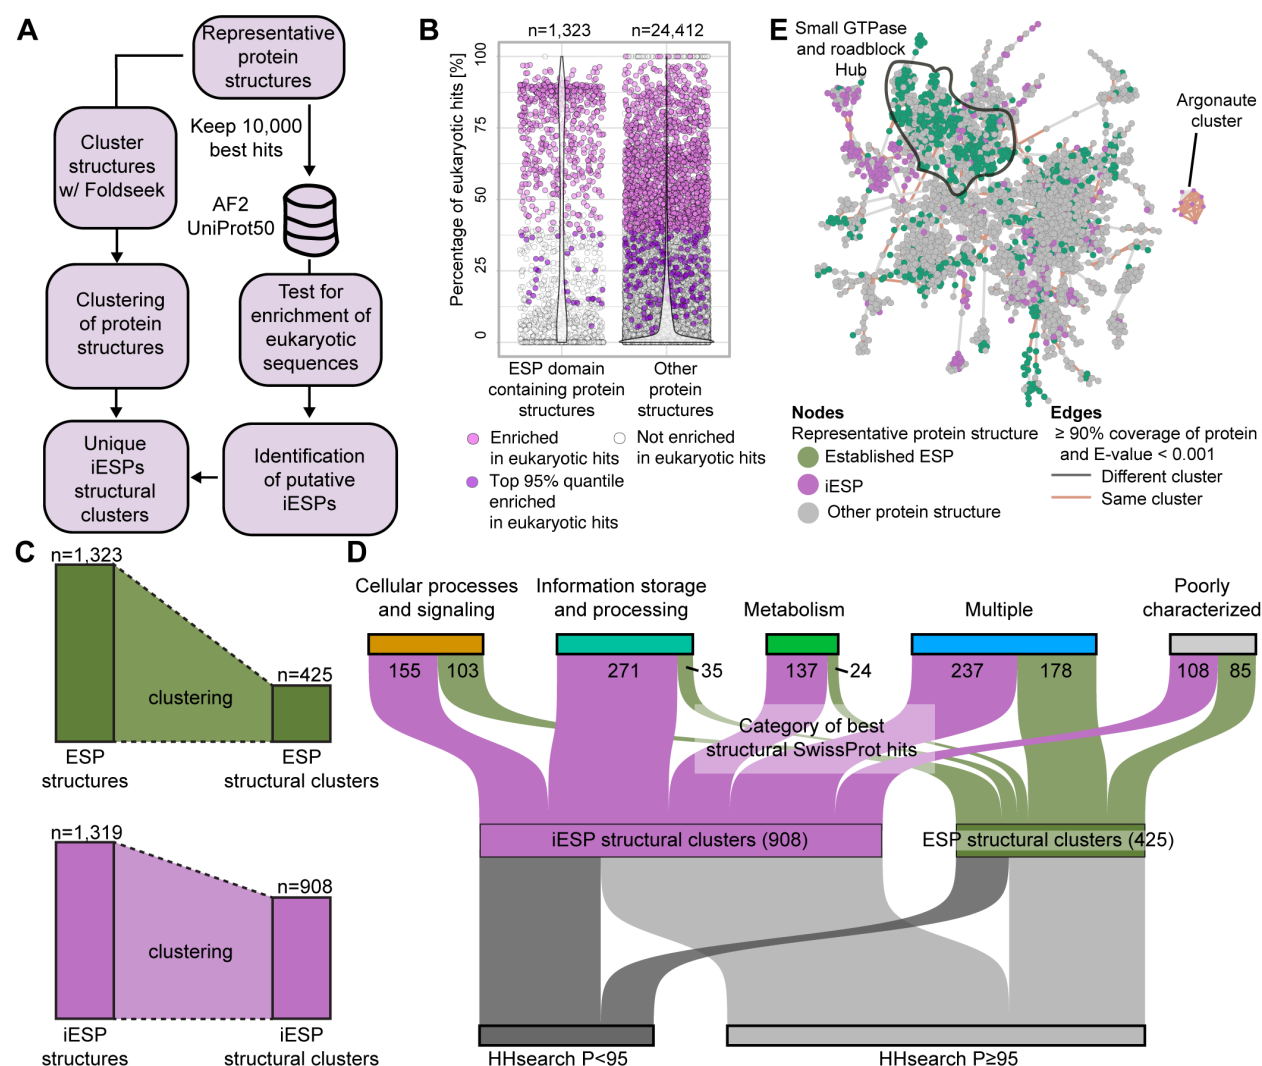 A
Representative
protein
structures
Cluster
structures
w/ Foldseek
Keep 10,000
best hits
AF2
UniProt50
Clustering
of protein
structures
Test for
enrichment of
eukaryotic
sequences
Unique
iESPs
structural
clusters
Identification
of putative
iESPs
B
n=1,323
n=24,412
Percentage of eukaryotic hits [%]
100
75
50
25
0
ESP domain
containing protein
structures
Other
protein
structures
Enriched
in eukaryotic hits
Not enriched
in eukaryotic hits
Top 95% quantile
enriched
in eukaryotic hits
E
Small GTPase
and roadblock
Hub
Argonaute
cluster
Nodes
Representative protein structure
Established ESP
iESP
Other protein structure
Edges
≥ 90% coverage of protein
and E-value < 0.001
Different cluster
Same cluster
C
n=1,323
n=425
clustering
ESP
structures
ESP
structural clusters
n=1,319
n=908
clustering
iESP
structures
iESP
structural clusters
D
Cellular processes
and signaling
Information storage
and processing
Metabolism
Multiple
Poorly
characterized
155
103
271
35
137
24
237
178
108
85
Category of best
structural SwissProt hits
iESP structural clusters (908)
ESP structural clusters (425)
HHsearch P<95
HHsearch P≥95